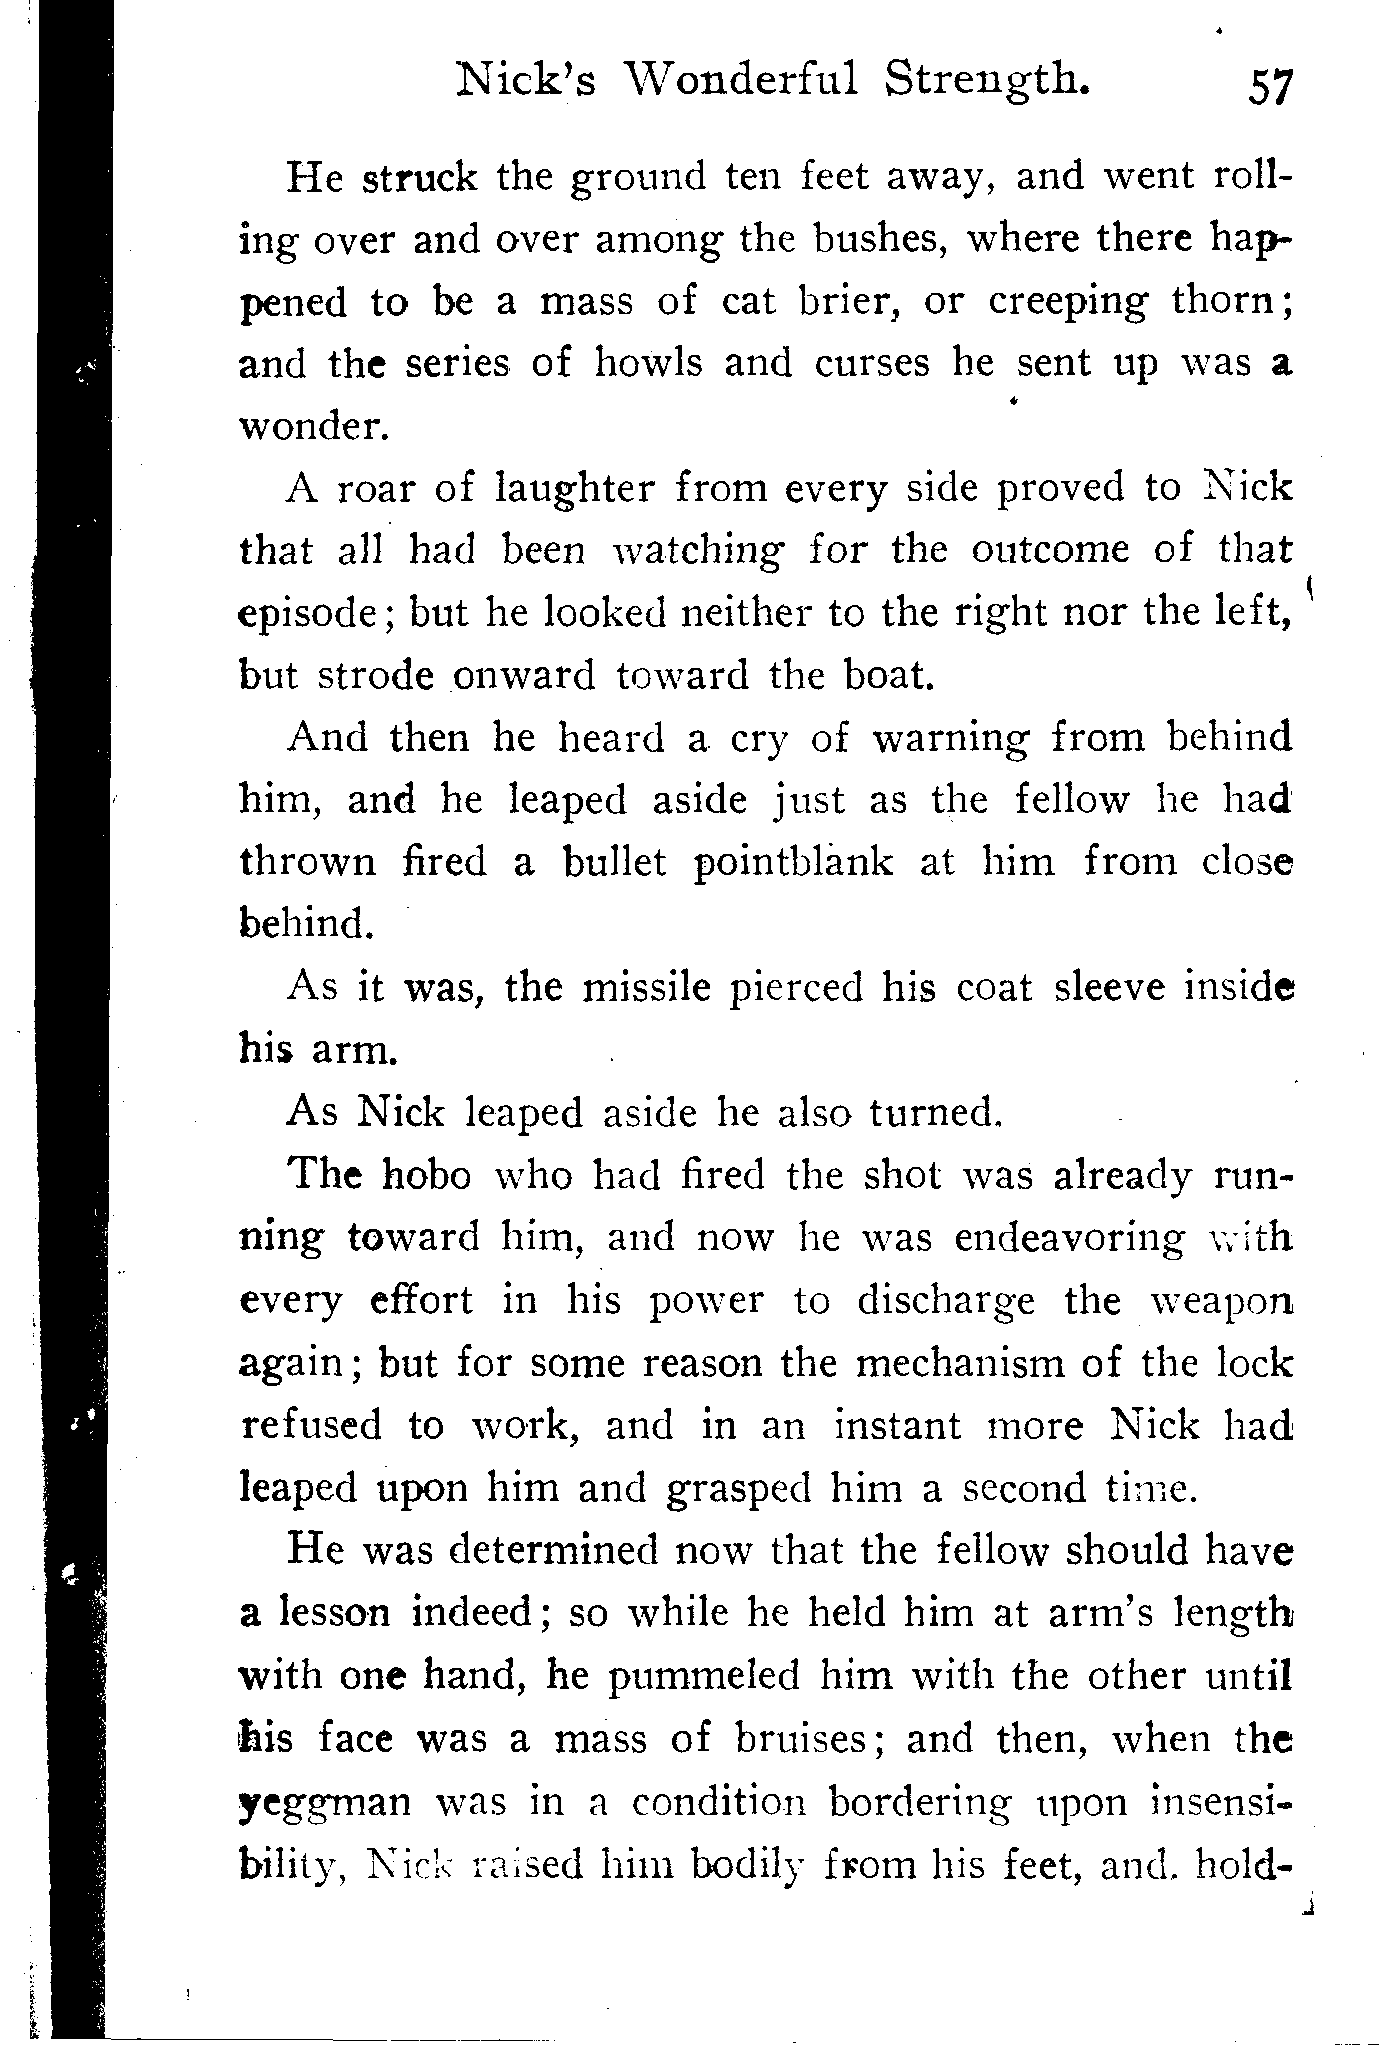 Nick's Wonderful Strength. 57
He struck the ground ten feet away, and went roll-
ing over and over among the bushes, where there hap-
pened to be a mass of cat brier, or creeping thorn;
and the series of howls and curses he sent up was a
wonder.
A roar of laughter from every side proved to Nick
that all had been watching for the outcome of that
episode; but he looked neither to the right nor the left,
but strode onward toward the boat.
And then he heard a cry of warning from behind
him, and he leaped aside just as the fellow he had
thrown fired a bullet pointblank at him from close
behind.
As it was, the missile pierced his coat sleeve inside
his arm.
As Nick leaped aside he also turned.
The hobo who had fired the shot was already run-
ning toward him, and now he was endeavoring with
every effort in his power to discharge the weapon
again; but for some reason the mechanism of the lock
refused to work, and in an instant more Nick had
leaped upon him and grasped him a second time.
He was determined now that the fellow should have
a lesson indeed; so while he held him at arm's length
with one hand, he pummeled him with the other until
his face was a mass of bruises; and then, when the
yeggman was in a condition bordering upon insensi-
bility, Nick raised him bodily from his feet, and. hold-